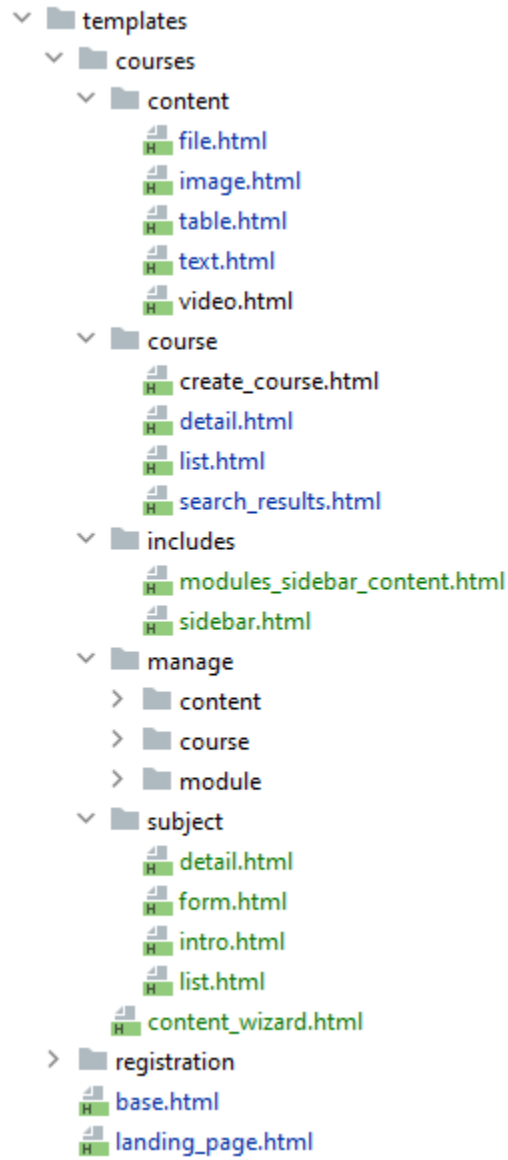 templates
courses
content
file.html
image.html
table.html
text.html
video.html
course
create_course.html
detail.html
list.html
search_results.html
includes
modules_sidebar_content.html
sidebar.html
manage
content
course
module
subject
detail.html
form.html
intro.html
list.html
content_wizard.html
registration
base.html
landing_page.html